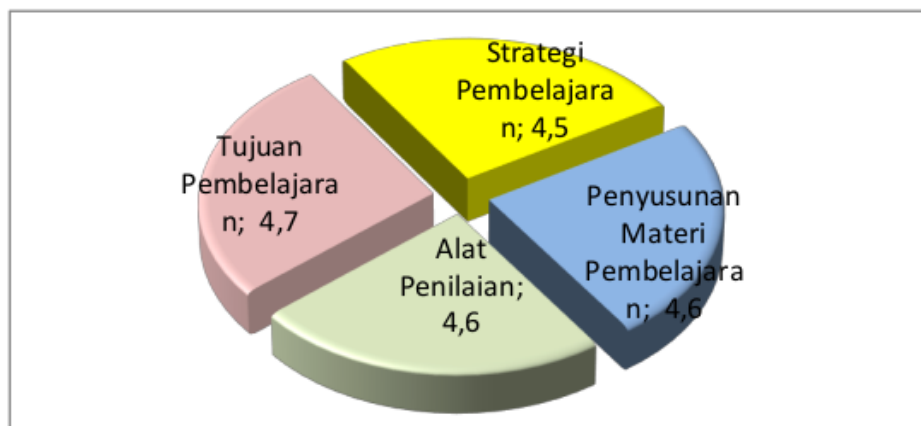 Strategi
Pembelajara
n; 4,5
Tujuan
Pembelajara
n; 4,7
Penyusunan
Materi
Pembelajara
n; 4,6
Alat
Penilaian;
4,6